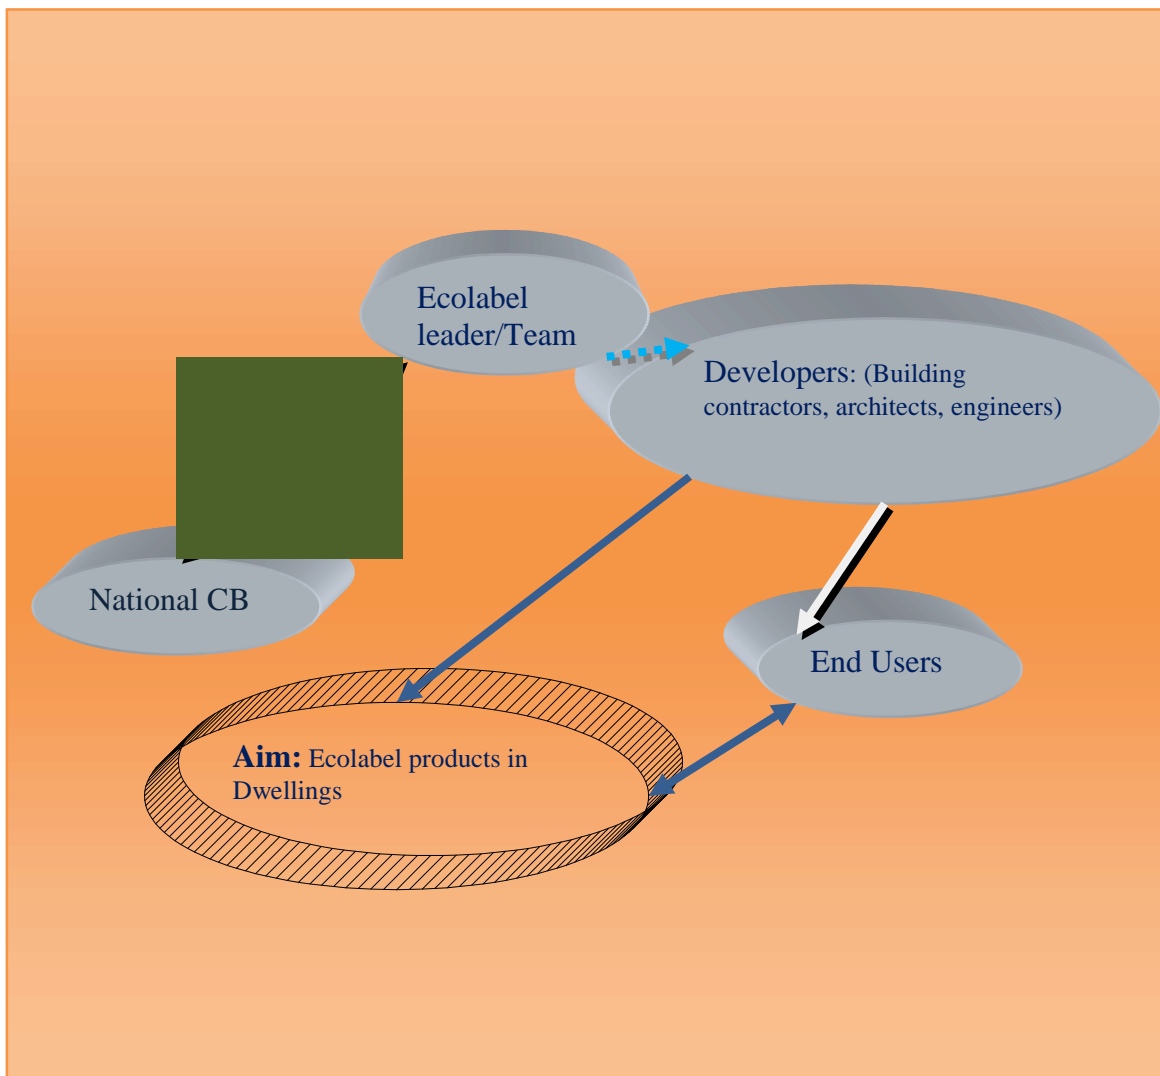 Ecolabel
leader/Team
Developers: (Building
contractors, architects, engineers)
National CB
End Users
Aim: Ecolabel products in
Dwellings